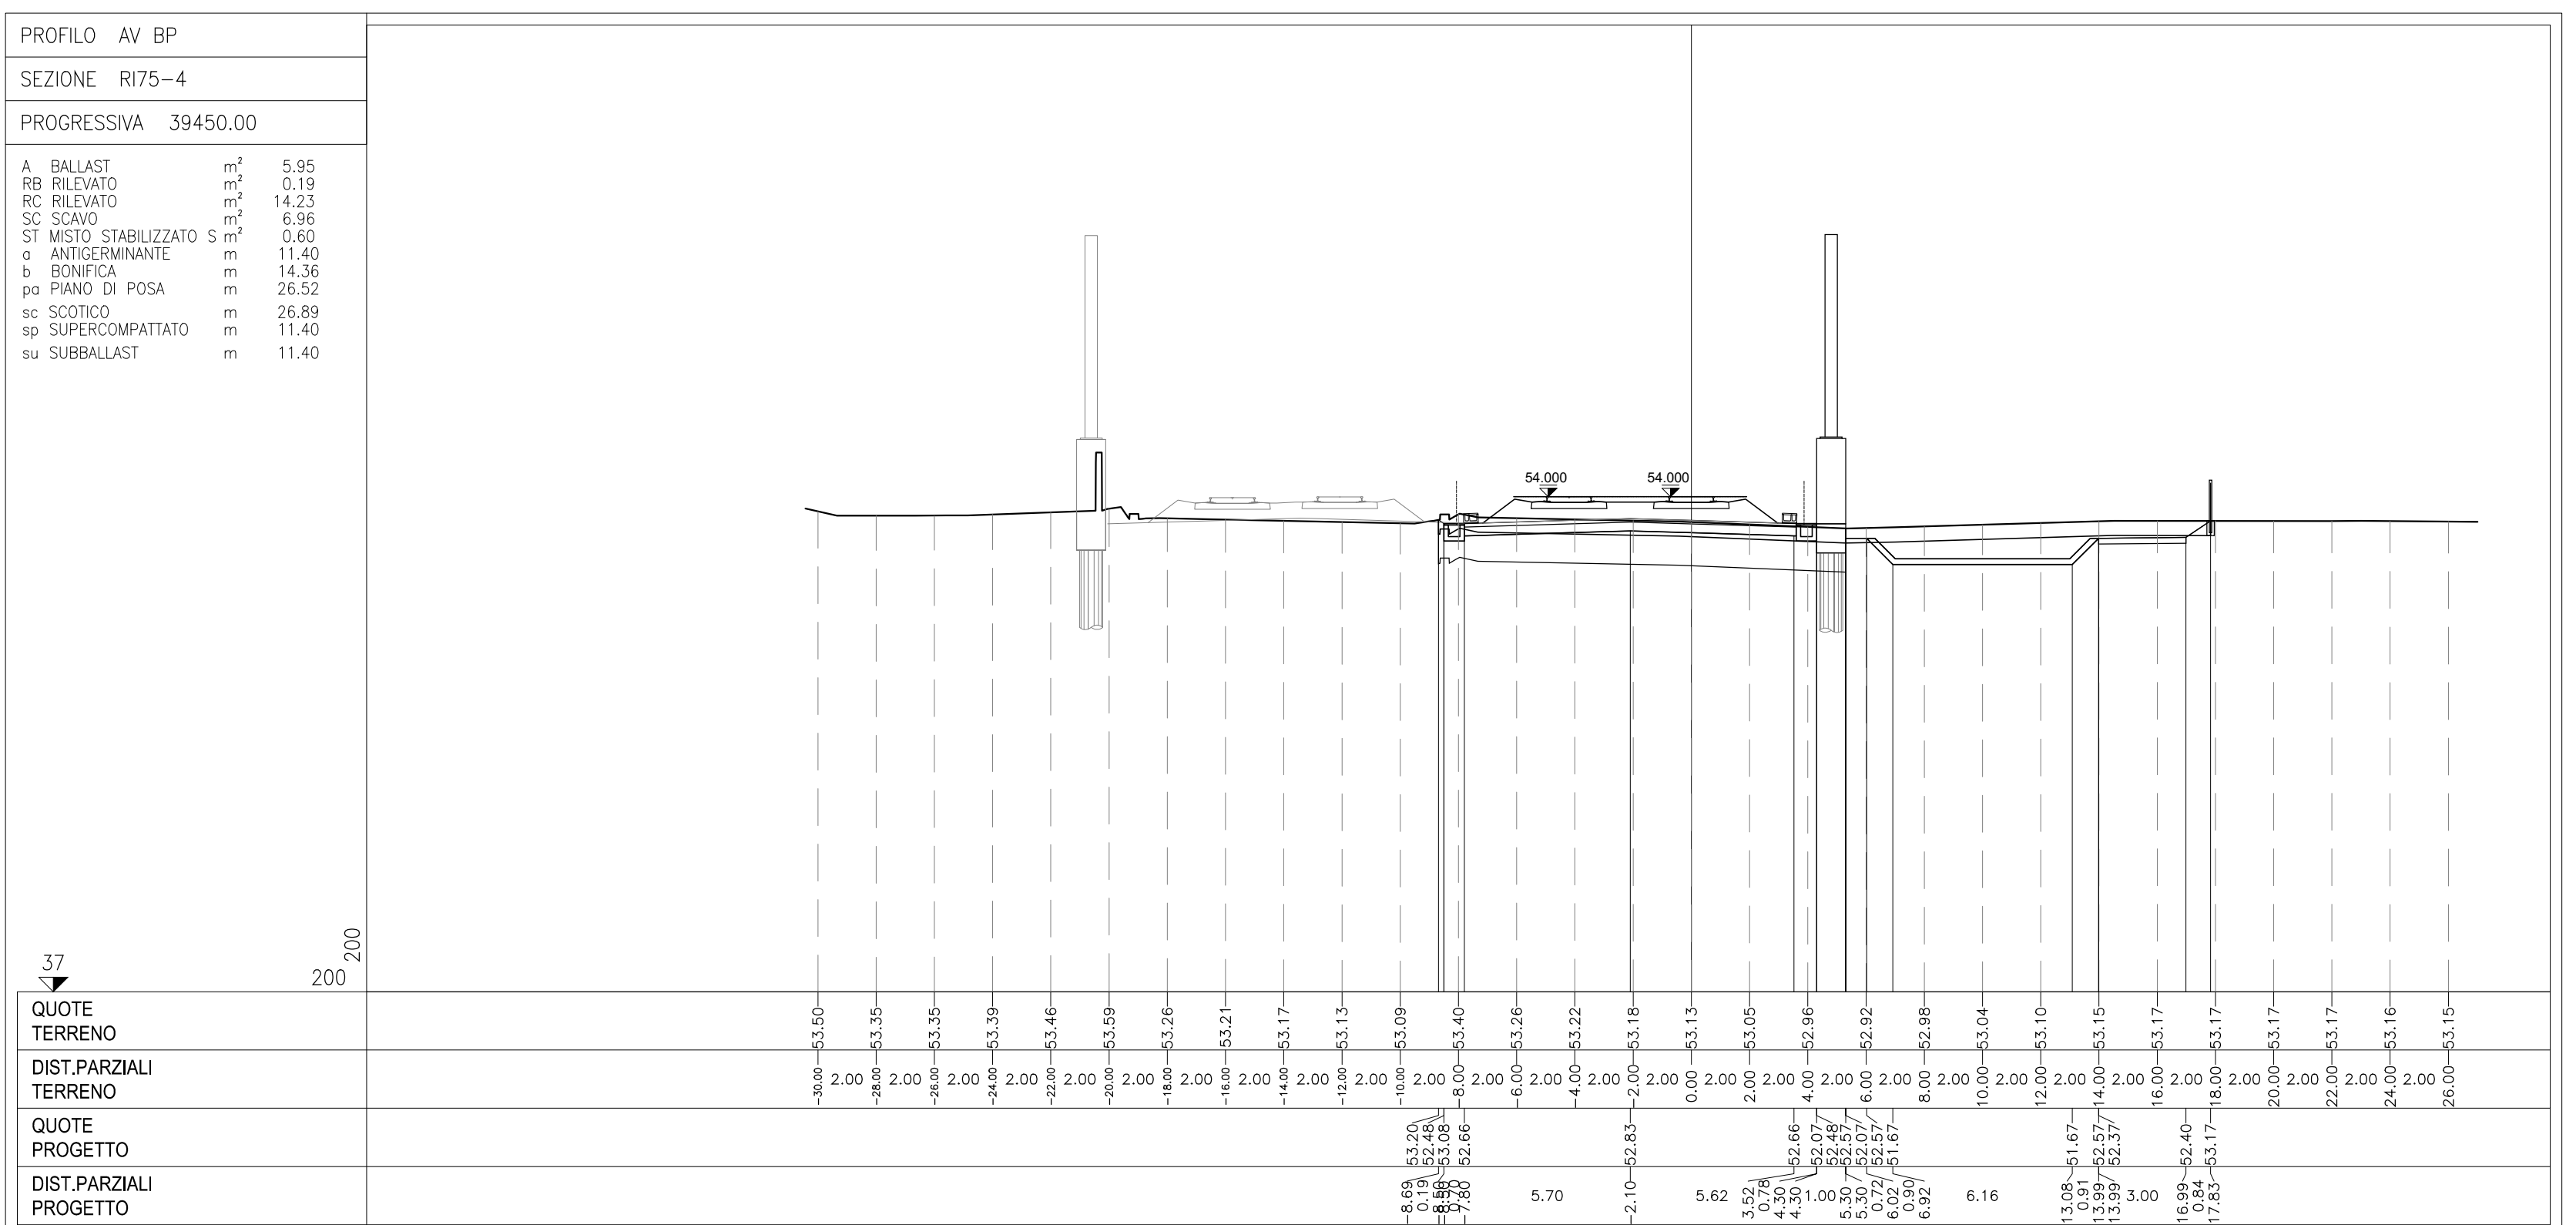 PROFILO AV BP
SEZIONE RI75-4
PROGRESSIVA 39450.00
A BALLAST m² 5.95
RB RILEVATO m² 0.19
RC RILEVATO m² 14.23
SC SCAVO m² 6.96
ST MISTO STABILIZZATO S m² 0.60
a ANTIGERMINANTE m 11.40
b BONIFICA m 14.36
pa PIANO DI POSA m 26.52
sc SCOTICO m 26.89
sp SUPERCOMPATTATO m 11.40
su SUBBALLAST m 11.40
54.000 54.000
37
200
200
QUOTE
TERRENO
53.50 53.35 53.35 53.39 53.46 53.59 53.26 53.21 53.17 53.13 53.09 53.40 53.26 53.22 53.18 53.13 53.05 52.96 52.92 52.98 53.04 53.10 53.15 53.17 53.17 53.17 53.17 53.16 53.15
DIST.PARZIALI
TERRENO
-30.00 2.00 -28.00 2.00 -26.00 2.00 -24.00 2.00 -22.00 2.00 -20.00 2.00 -18.00 2.00 -16.00 2.00 -14.00 2.00 -12.00 2.00 -10.00 2.00 -8.00 2.00 -6.00 2.00 -4.00 2.00 -2.00 2.00 0.00 2.00 2.00 2.00 4.00 2.00 6.00 2.00 8.00 2.00 10.00 2.00 12.00 2.00 14.00 2.00 16.00 2.00 18.00 2.00 20.00 2.00 22.00 2.00 24.00 2.00 26.00
QUOTE
PROGETTO
53.20 52.48 53.08 52.66 52.83 52.66 52.07 52.48 52.57 52.07 52.57 51.67 51.67 52.57 52.37 52.40 53.17
DIST.PARZIALI
PROGETTO
-8.69 0.19 -8.50 -8.50 0.70 -7.80 5.70 -2.10 5.62 3.52 0.78 4.30 4.30 1.00 5.30 5.30 0.72 6.02 0.90 6.92 6.16 13.08 0.91 13.99 13.99 3.00 16.99 0.84 17.83